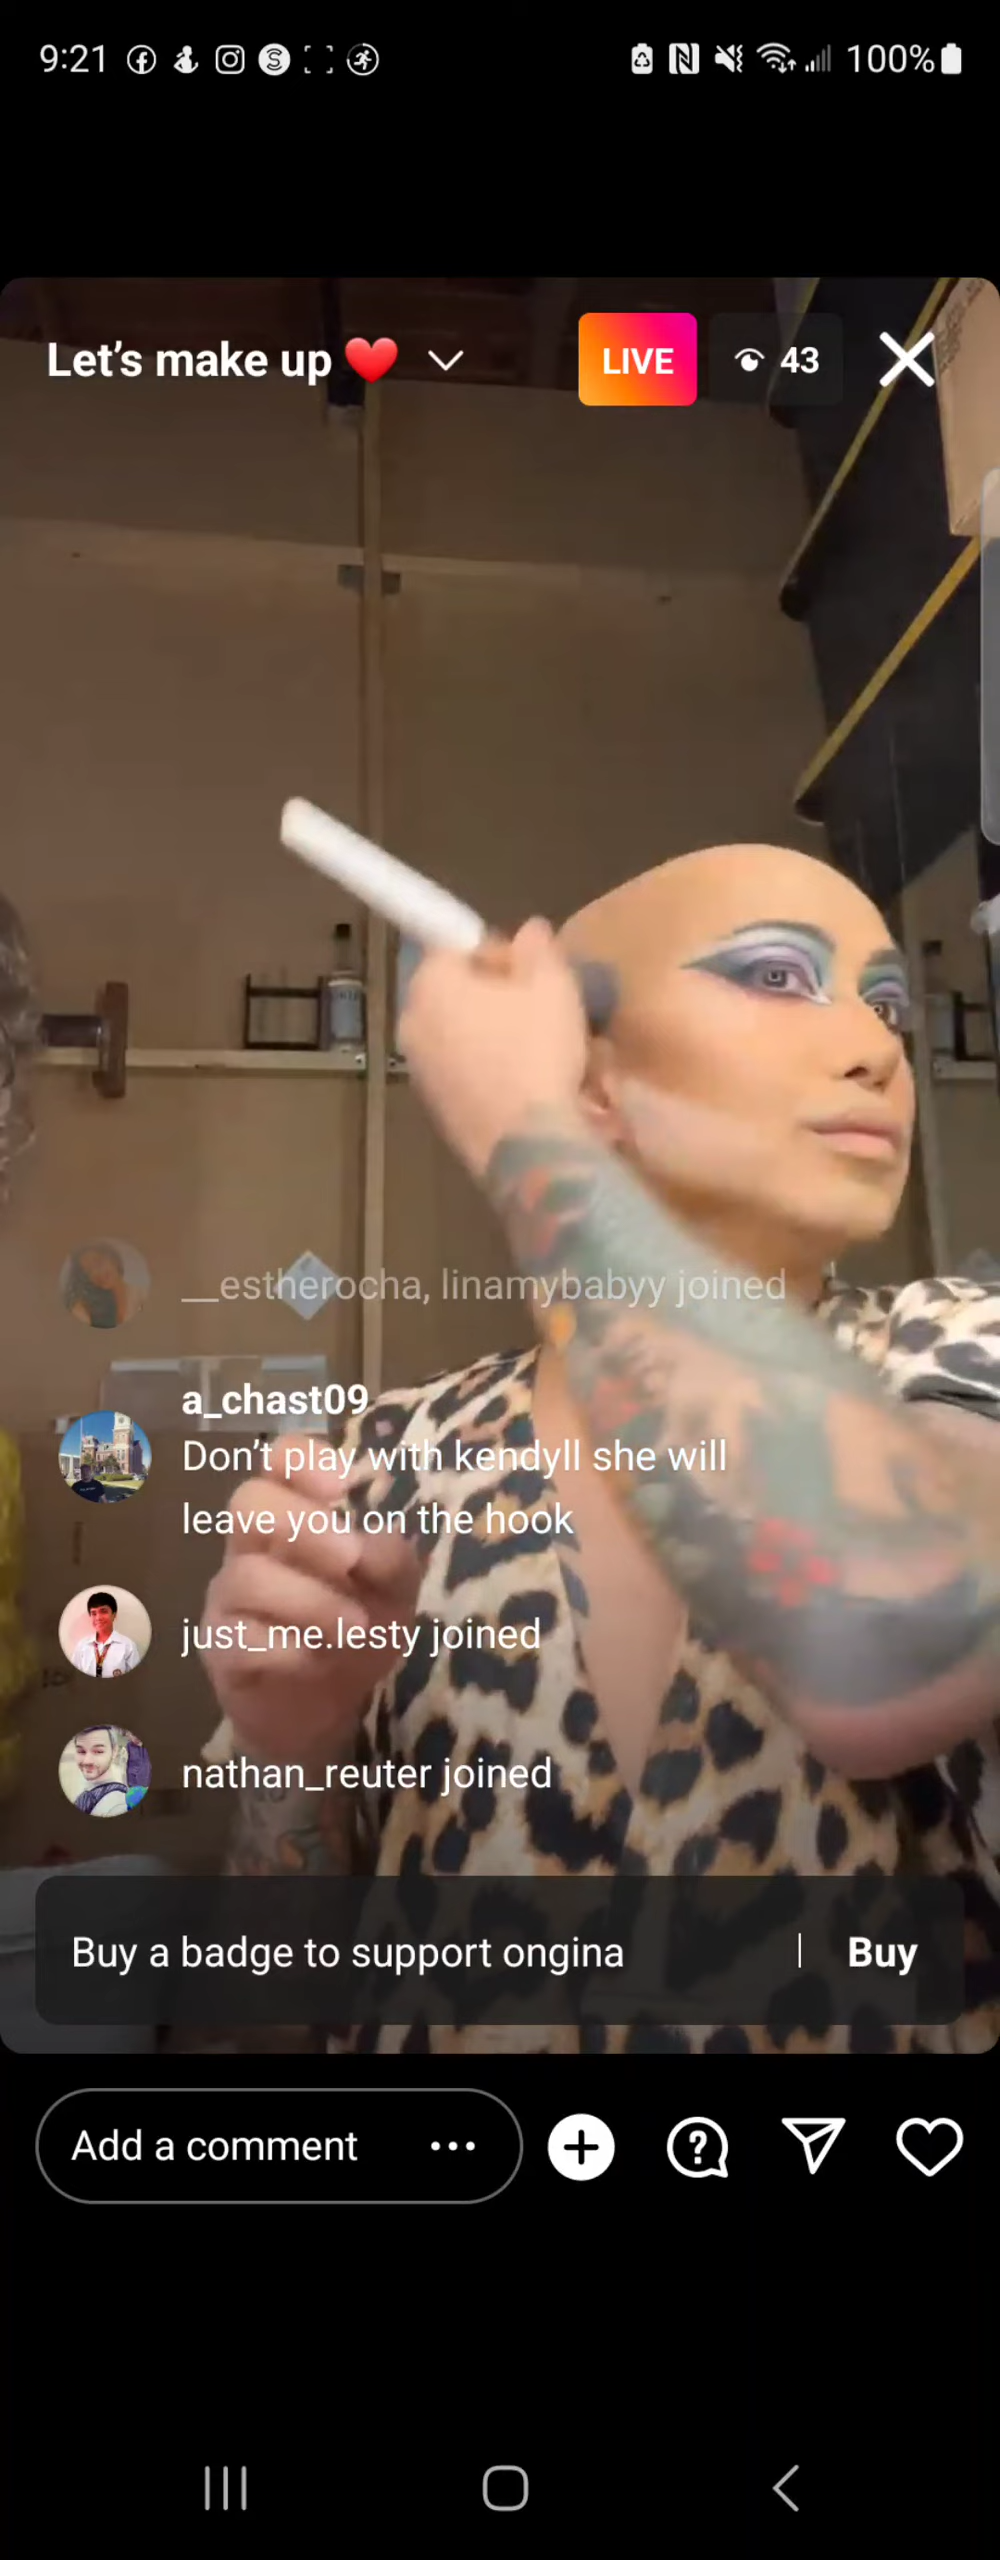 9:21
100%
Let's make up ❤️
LIVE
43
__estherocha, linamybabyy joined
a_chast09
Don't play with kendyll she will
leave you on the hook
just_me.lesty joined
nathan_reuter joined
Buy a badge to support ongina | Buy
Add a comment